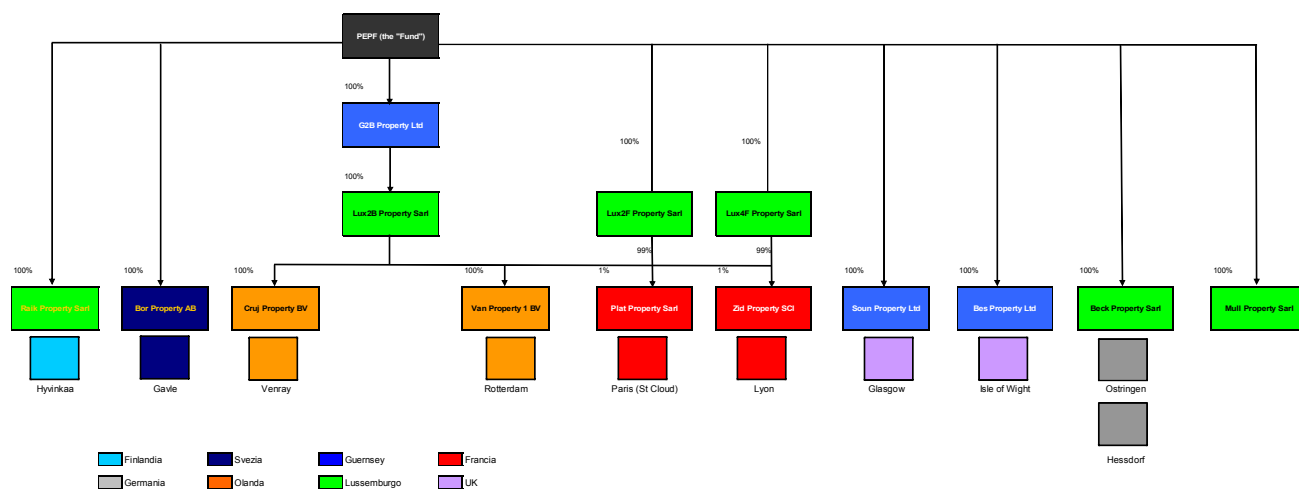 PEPF (the "Fund")
100%
G2B Property Ltd
100%
100%
100%
Lux2B Property Sarl
Lux2F Property Sarl
Lux4F Property Sarl
99%
99%
100%
100%
100%
100%
1%
1%
100%
100%
100%
100%
Raik Property Sarl
Bor Property AB
Cruj Property BV
Van Property 1 BV
Plat Property Sarl
Zid Property SCI
Soun Property Ltd
Bes Property Ltd
Beck Property Sarl
Mull Property Sarl
Hyvinkaa
Gavle
Venray
Rotterdam
Paris (St Cloud)
Lyon
Glasgow
Isle of Wight
Ostringen
Hessdorf
Finlandia
Svezia
Guernsey
Francia
Germania
Olanda
Lussemburgo
UK
100%